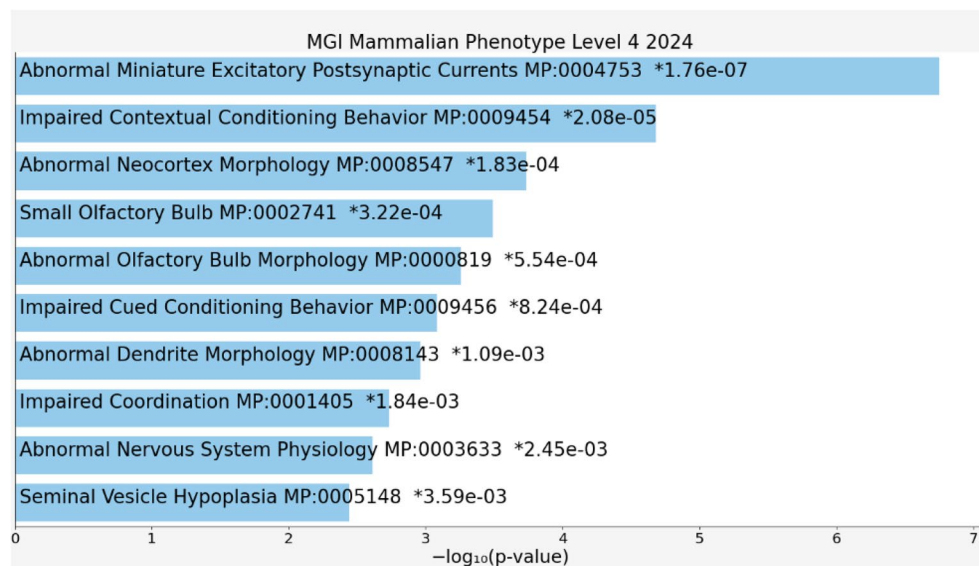 MGI Mammalian Phenotype Level 4 2024
Abnormal Miniature Excitatory Postsynaptic Currents MP:0004753 *1.76e-07
Impaired Contextual Conditioning Behavior MP:0009454 *2.08e-05
Abnormal Neocortex Morphology MP:0008547 *1.83e-04
Small Olfactory Bulb MP:0002741 *3.22e-04
Abnormal Olfactory Bulb Morphology MP:0000819 *5.54e-04
Impaired Cued Conditioning Behavior MP:0009456 *8.24e-04
Abnormal Dendrite Morphology MP:0008143 *1.09e-03
Impaired Coordination MP:0001405 *1.84e-03
Abnormal Nervous System Physiology MP:0003633 *2.45e-03
Seminal Vesicle Hypoplasia MP:0005148 *3.59e-03
0 1 2 3 4 5 6 7
−log₁₀(p-value)